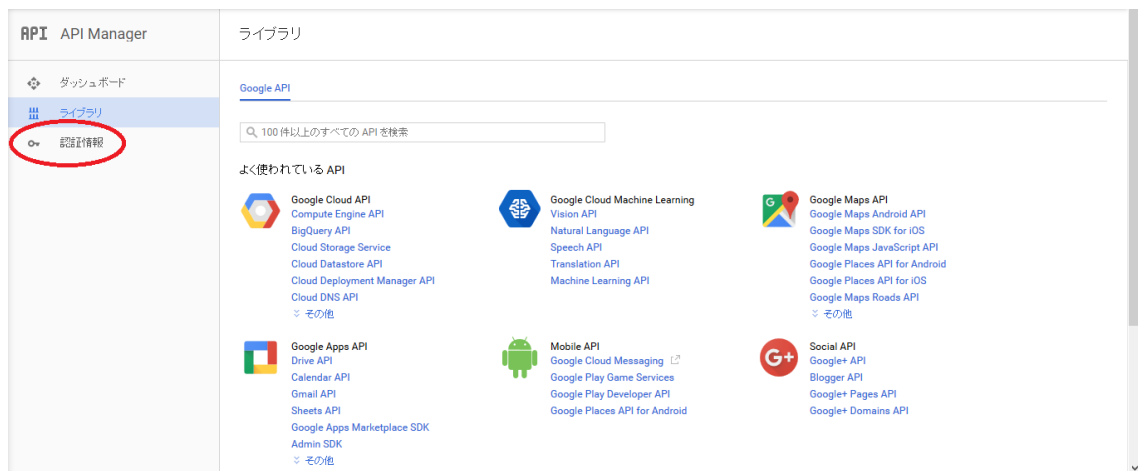 API API Manager
ライブラリ
ダッシュボード
ライブラリ
認証情報
Google API
100 件以上のすべての API を検索
よく使われている API
Google Cloud API
Compute Engine API
BigQuery API
Cloud Storage Service
Cloud Datastore API
Cloud Deployment Manager API
Cloud DNS API
その他
Google Cloud Machine Learning
Vision API
Natural Language API
Speech API
Translation API
Machine Learning API
G
Google Maps API
Google Maps Android API
Google Maps SDK for iOS
Google Maps JavaScript API
Google Places API for Android
Google Places API for iOS
Google Maps Roads API
その他
Google Apps API
Drive API
Calendar API
Gmail API
Sheets API
Google Apps Marketplace SDK
Admin SDK
その他
Mobile API
Google Cloud Messaging
Google Play Game Services
Google Play Developer API
Google Places API for Android
G+
Social API
Google+ API
Blogger API
Google+ Pages API
Google+ Domains API